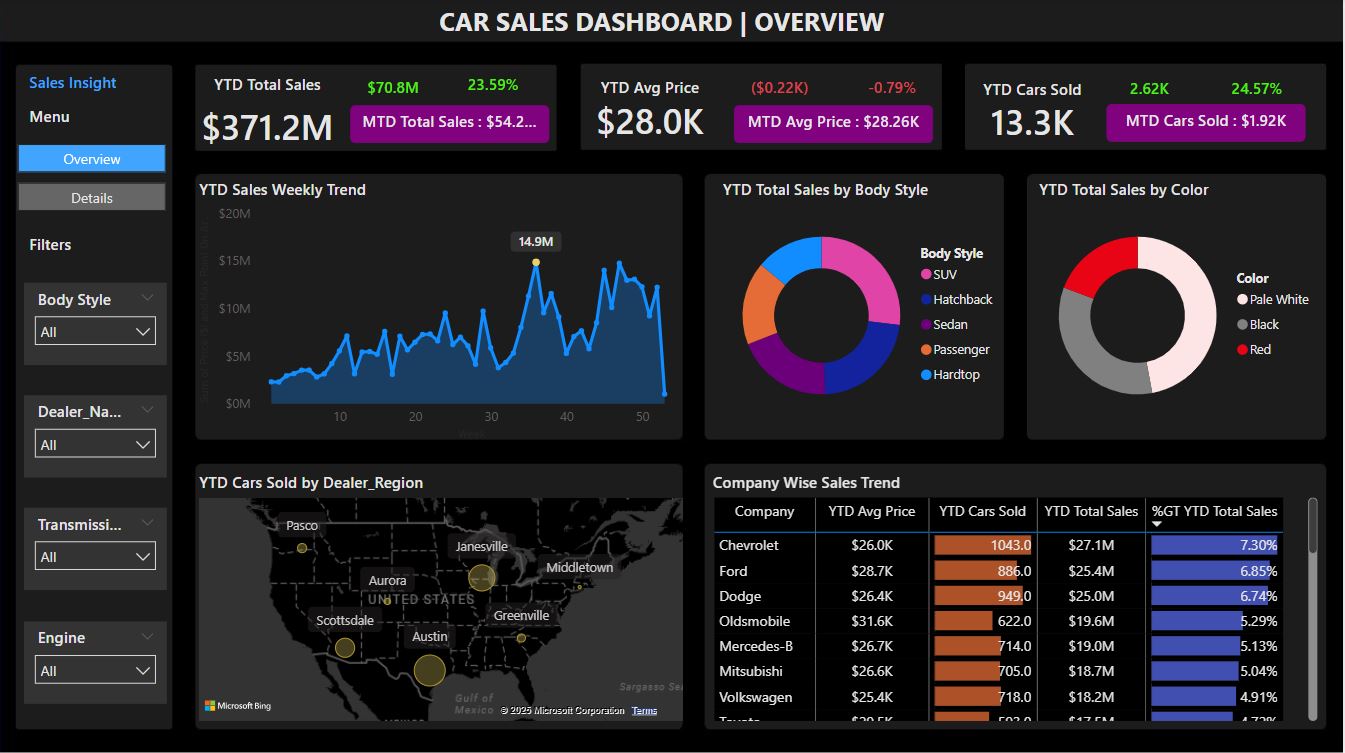 CAR SALES DASHBOARD | OVERVIEW
Sales Insight
Menu
Overview
Details
Filters
Body Style
All
Dealer_Na...
All
Transmissi...
All
Engine
All
YTD Total Sales
$70.8M
23.59%
$371.2M
MTD Total Sales : $54.2...
YTD Avg Price
($0.22K)
-0.79%
$28.0K
MTD Avg Price : $28.26K
YTD Cars Sold
2.62K
24.57%
13.3K
MTD Cars Sold : $1.92K
YTD Sales Weekly Trend
$20M
$15M
$10M
$5M
$0M
14.9M
10 20 30 40 50
Week
YTD Total Sales by Body Style
Body Style
SUV
Hatchback
Sedan
Passenger
Hardtop
YTD Total Sales by Color
Color
Pale White
Black
Red
YTD Cars Sold by Dealer_Region
Pasco
Janesville
Middletown
Aurora
UNITED STATES
Scottsdale
Greenville
Austin
Sargasso Se
Gulf of
Mexico
Microsoft Bing
© 2025 Microsoft Corporation Terms
Company Wise Sales Trend
Company YTD Avg Price YTD Cars Sold YTD Total Sales %GT YTD Total Sales
Chevrolet $26.0K 1043.0 $27.1M 7.30%
Ford $28.7K 886.0 $25.4M 6.85%
Dodge $26.4K 949.0 $25.0M 6.74%
Oldsmobile $31.6K 622.0 $19.6M 5.29%
Mercedes-B $26.7K 714.0 $19.0M 5.13%
Mitsubishi $26.6K 705.0 $18.7M 5.04%
Volkswagen $25.4K 718.0 $18.2M 4.91%